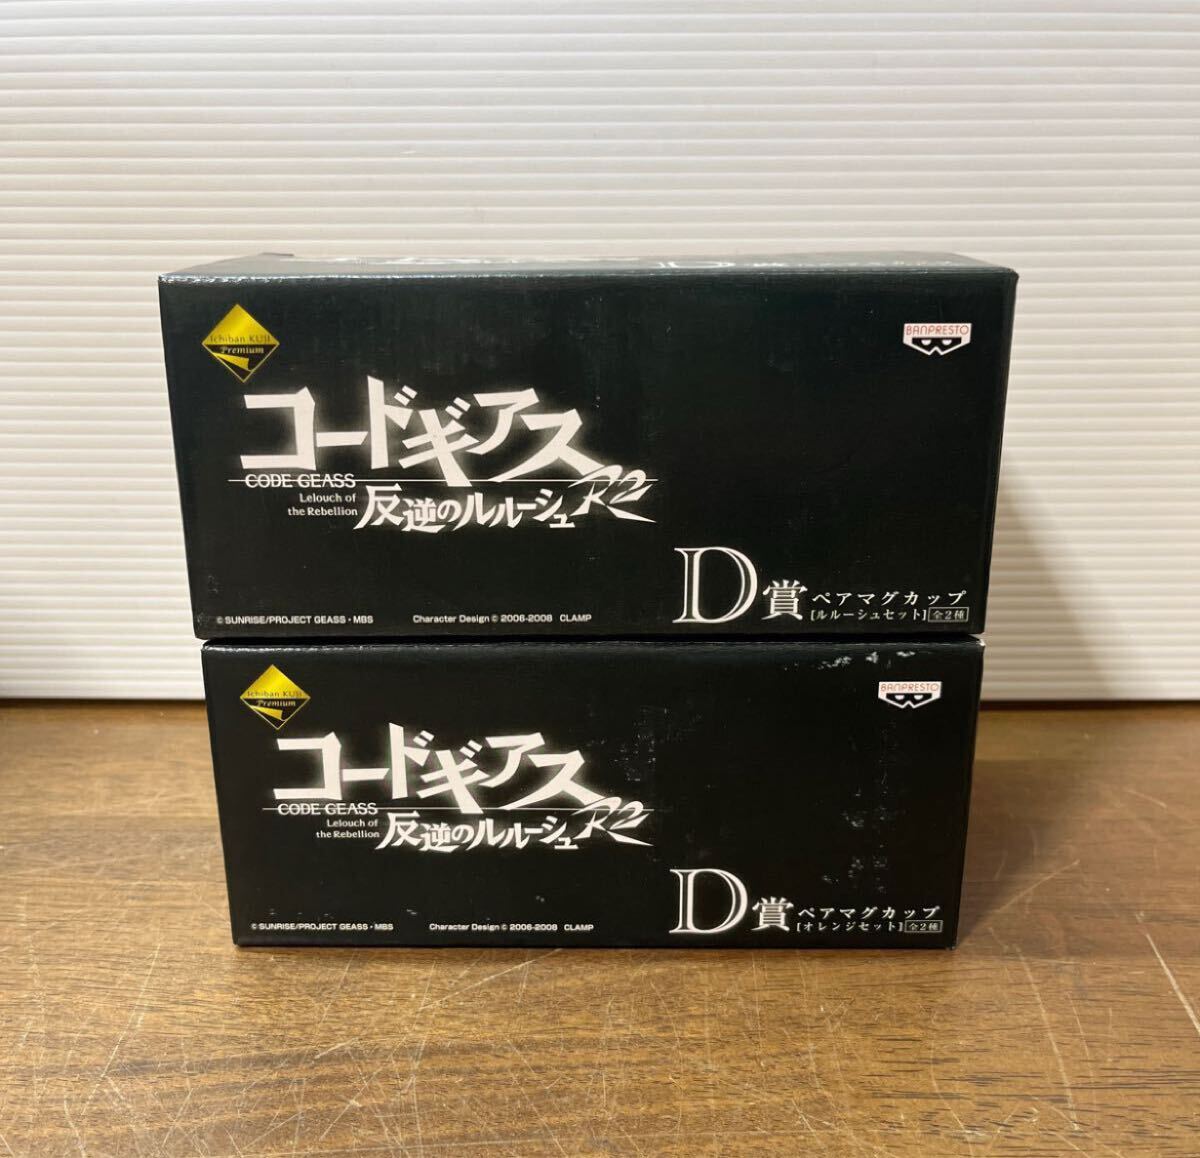 Ichiban KUJI
Premium
BANPRESTO
コードギアス
CODE GEASS
Lelouch of
the Rebellion
反逆のルルーシュ R2
D賞 ペアマグカップ
[ルルーシュセット] 全2種
© SUNRISE/PROJECT GEASS・MBS
Character Design © 2006-2008 CLAMP
Ichiban KUJI
Premium
BANPRESTO
コードギアス
CODE GEASS
Lelouch of
the Rebellion
反逆のルルーシュ R2
D賞 ペアマグカップ
[オレンジセット] 全2種
© SUNRISE/PROJECT GEASS・MBS
Character Design © 2006-2008 CLAMP